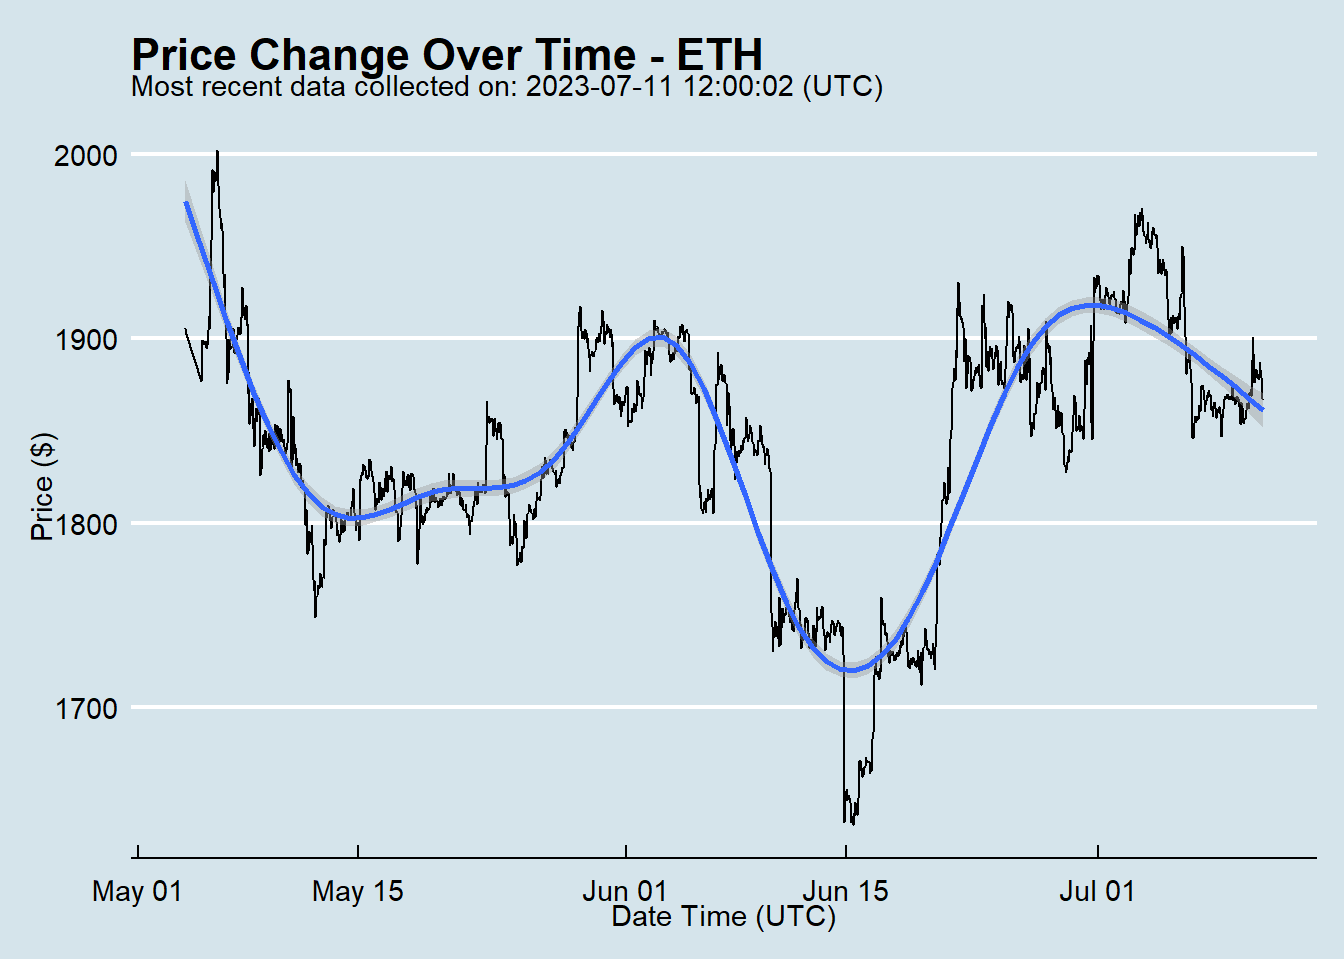 Price Change Over Time - ETH
Most recent data collected on: 2023-07-11 12:00:02 (UTC)
2000
1900
1800
1700
Price ($)
May 01
May 15
Jun 01
Jun 15
Jul 01
Date Time (UTC)